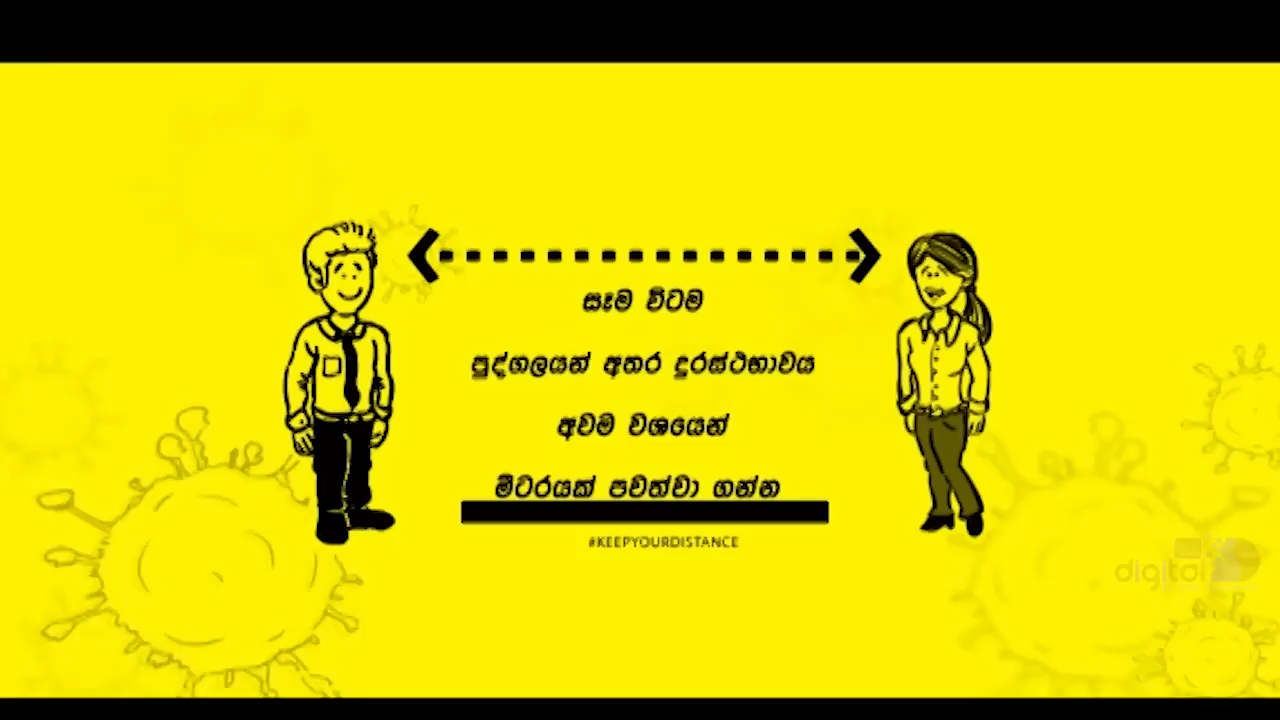 සෑම විටම
පුද්ගලයන් අතර දුරස්ථභාවය
අවම වශයෙන්
මීටරයක් පවත්වා ගන්න
#KEEPYOURDISTANCE
digital